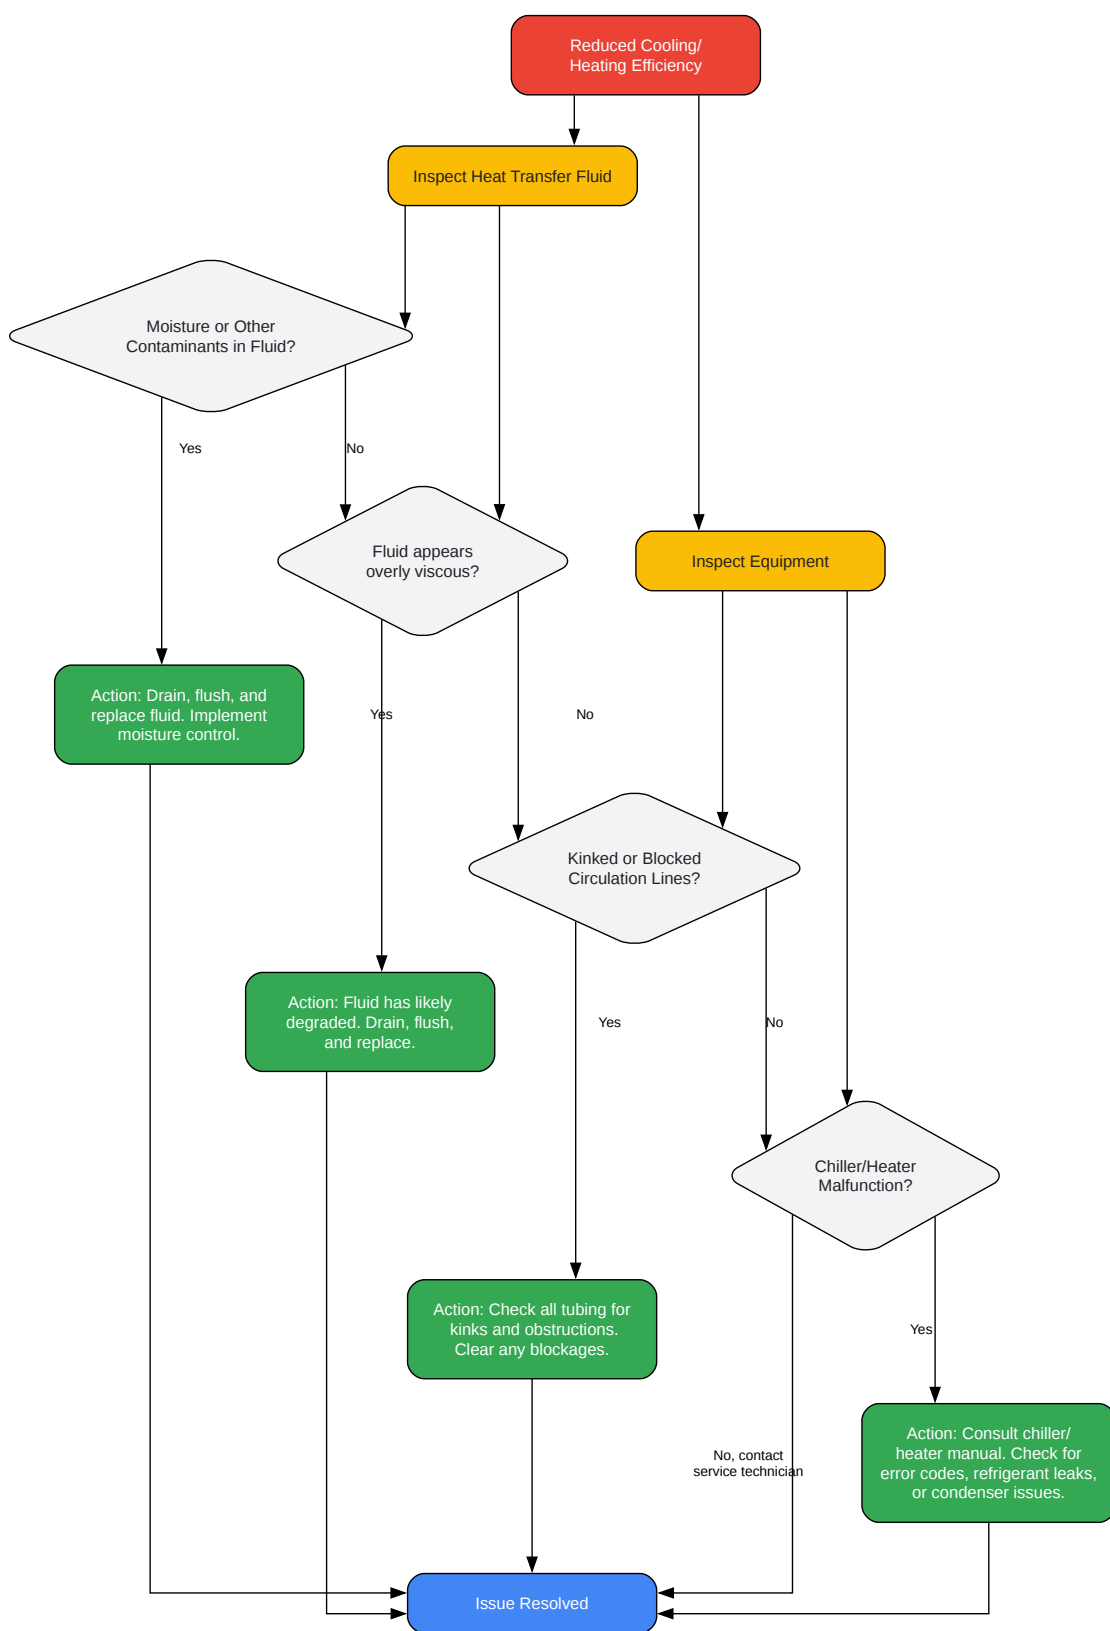 Reduced Cooling/
Heating Efficiency
Inspect Heat Transfer Fluid
Moisture or Other
Contaminants in Fluid?
Yes
No
Fluid appears
overly viscous?
Inspect Equipment
Action: Drain, flush, and
replace fluid. Implement
moisture control.
Yes
No
Kinked or Blocked
Circulation Lines?
Action: Fluid has likely
degraded. Drain, flush,
and replace.
Yes
No
Chiller/Heater
Malfunction?
Action: Check all tubing for
kinks and obstructions.
Clear any blockages.
Yes
No, contact
service technician
Action: Consult chiller/
heater manual. Check for
error codes, refrigerant leaks,
or condenser issues.
Issue Resolved